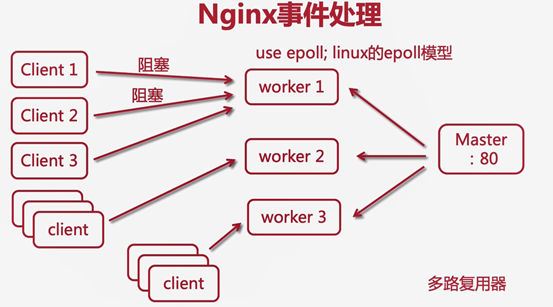 Nginx事件处理
use epoll; linux的epoll模型
Client 1
阻塞
worker 1
阻塞
Client 2
Master
: 80
Client 3
worker 2
client
worker 3
client
多路复用器